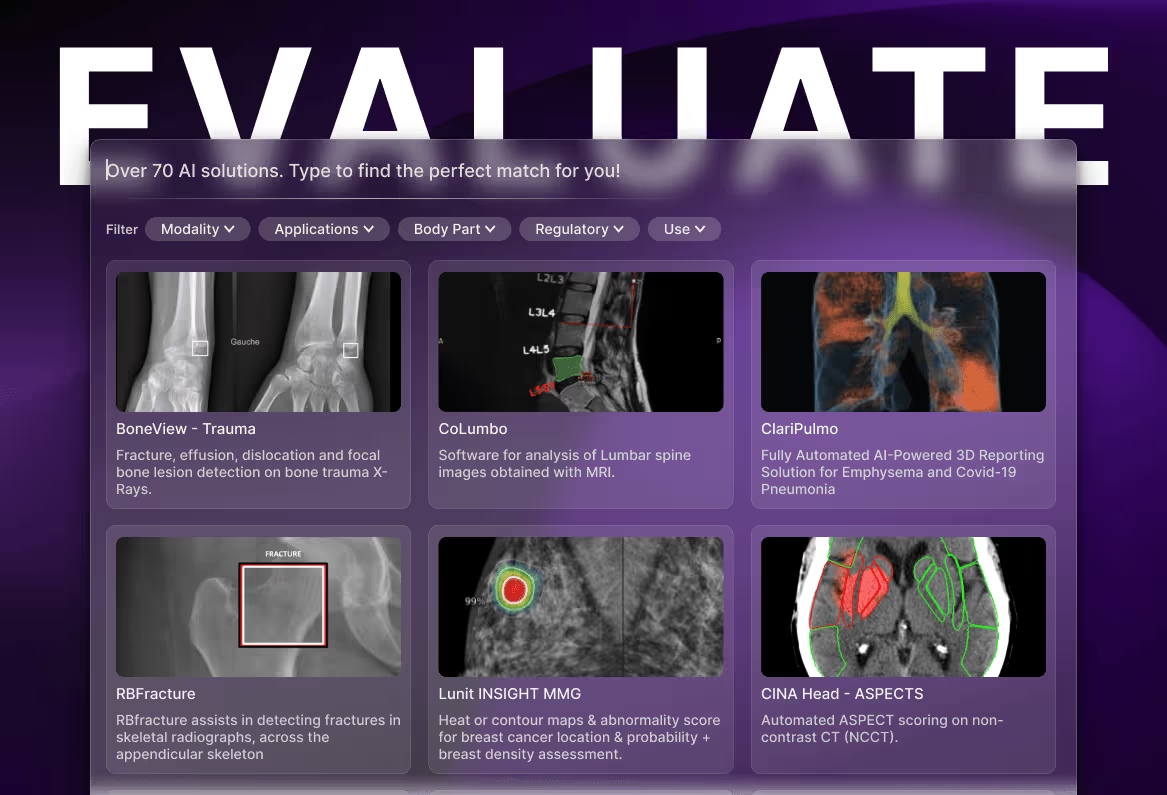 EVALUATE
Over 70 AI solutions. Type to find the perfect match for you!
Filter
Modality
Applications
Body Part
Regulatory
Use
Gauche
L2L3
L3L4
L4L5
A
P
BoneView - Trauma
Fracture, effusion, dislocation and focal
bone lesion detection on bone trauma X-
Rays.
CoLumbo
Software for analysis of Lumbar spine
images obtained with MRI.
ClariPulmo
Fully Automated AI-Powered 3D Reporting
Solution for Emphysema and Covid-19
Pneumonia
FRACTURE
99%
RBFracture
RBfracture assists in detecting fractures in
skeletal radiographs, across the
appendicular skeleton
Lunit INSIGHT MMG
Heat or contour maps & abnormality score
for breast cancer location & probability +
breast density assessment.
CINA Head - ASPECTS
Automated ASPECT scoring on non-
contrast CT (NCCT).